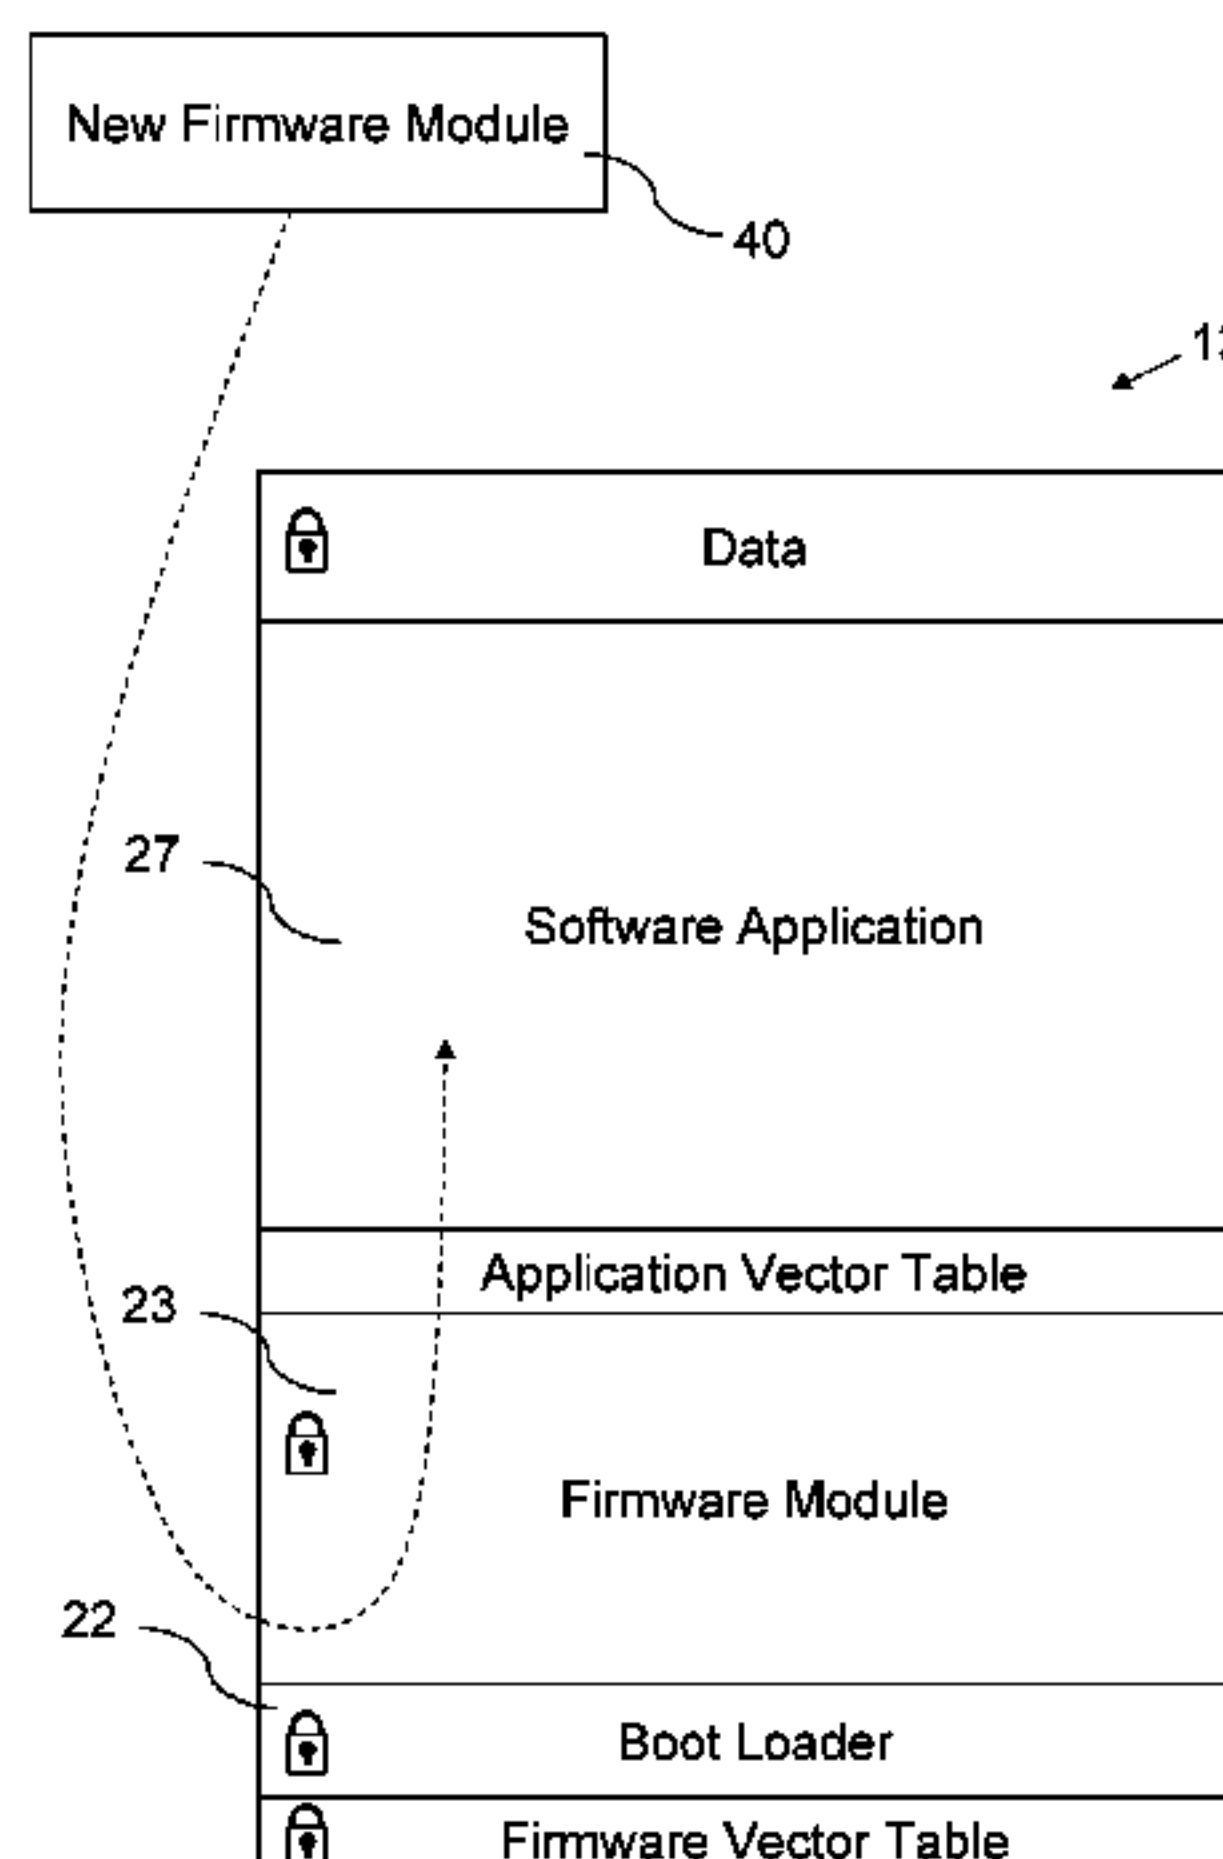 New Firmware Module
40
Data
27
Software Application
Application Vector Table
23
Firmware Module
22
Boot Loader
Firmware Vector Table